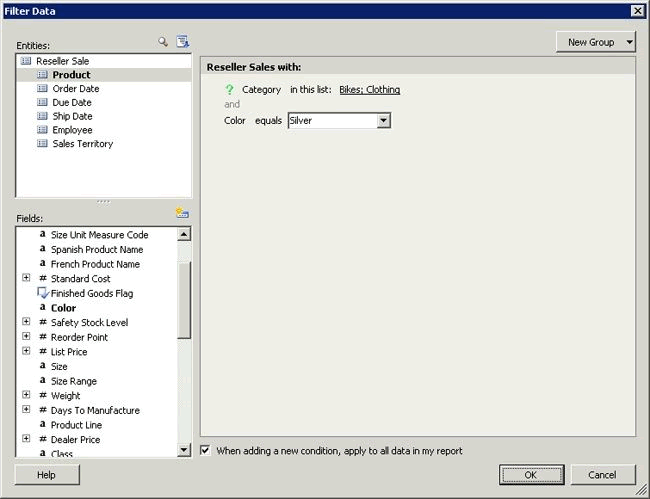 Filter Data
Entities:
Reseller Sale
Product
Order Date
Due Date
Ship Date
Employee
Sales Territory
Fields:
a Size Unit Measure Code
a Spanish Product Name
a French Product Name
# Standard Cost
Finished Goods Flag
a Color
# Safety Stock Level
# Reorder Point
# List Price
a Size
a Size Range
# Weight
# Days To Manufacture
a Product Line
# Dealer Price
a Class
New Group
Reseller Sales with:
? Category in this list: Bikes; Clothing
and
Color equals Silver
When adding a new condition, apply to all data in my report
Help
OK
Cancel